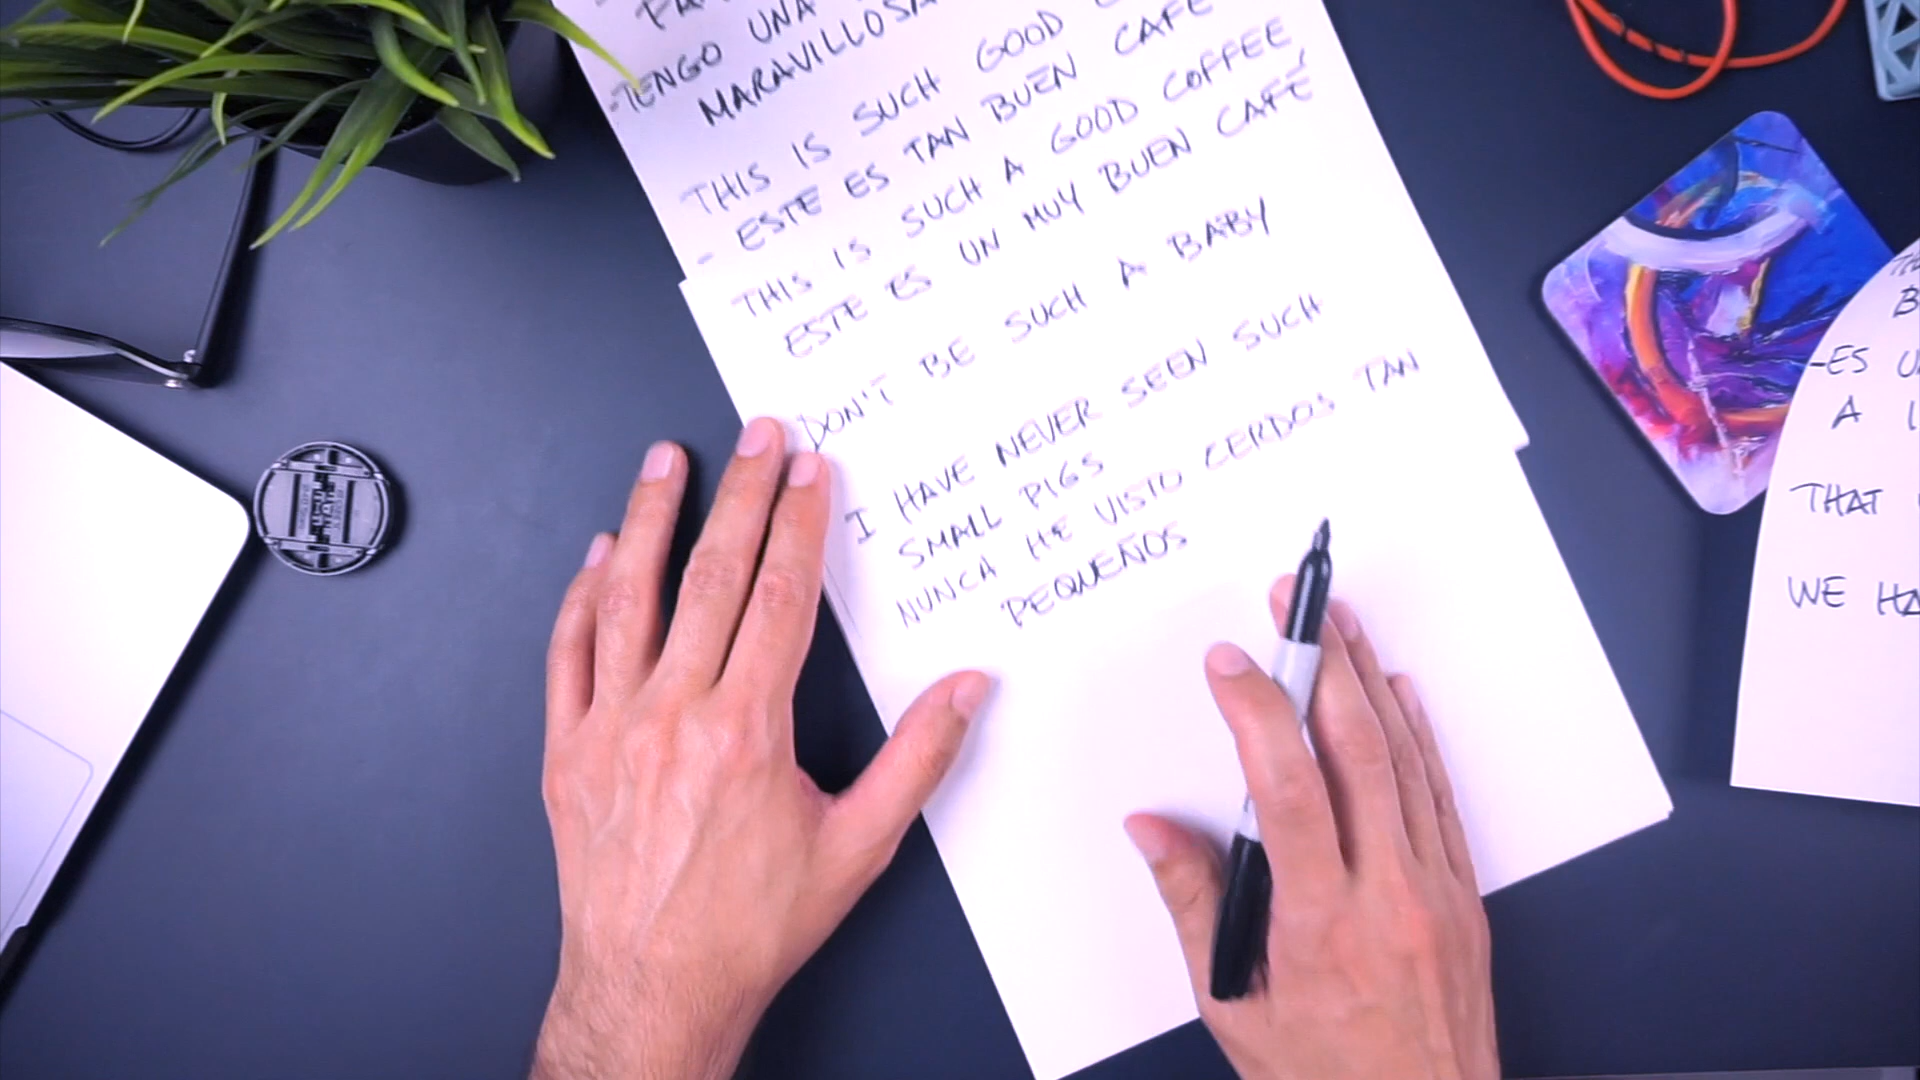 TENGO UNA
MARAVILLOSA
THIS IS SUCH GOOD
- ESTE ES TAN BUEN CAFE
THIS IS SUCH A GOOD COFFEE
ESTE ES UN MUY BUEN CAFÉ
DON'T BE SUCH A BABY
I HAVE NEVER SEEN SUCH
SMALL PIGS
NUNCA HE VISTO CERDOS TAN
PEQUEÑOS
-ES
A
THAT
WE